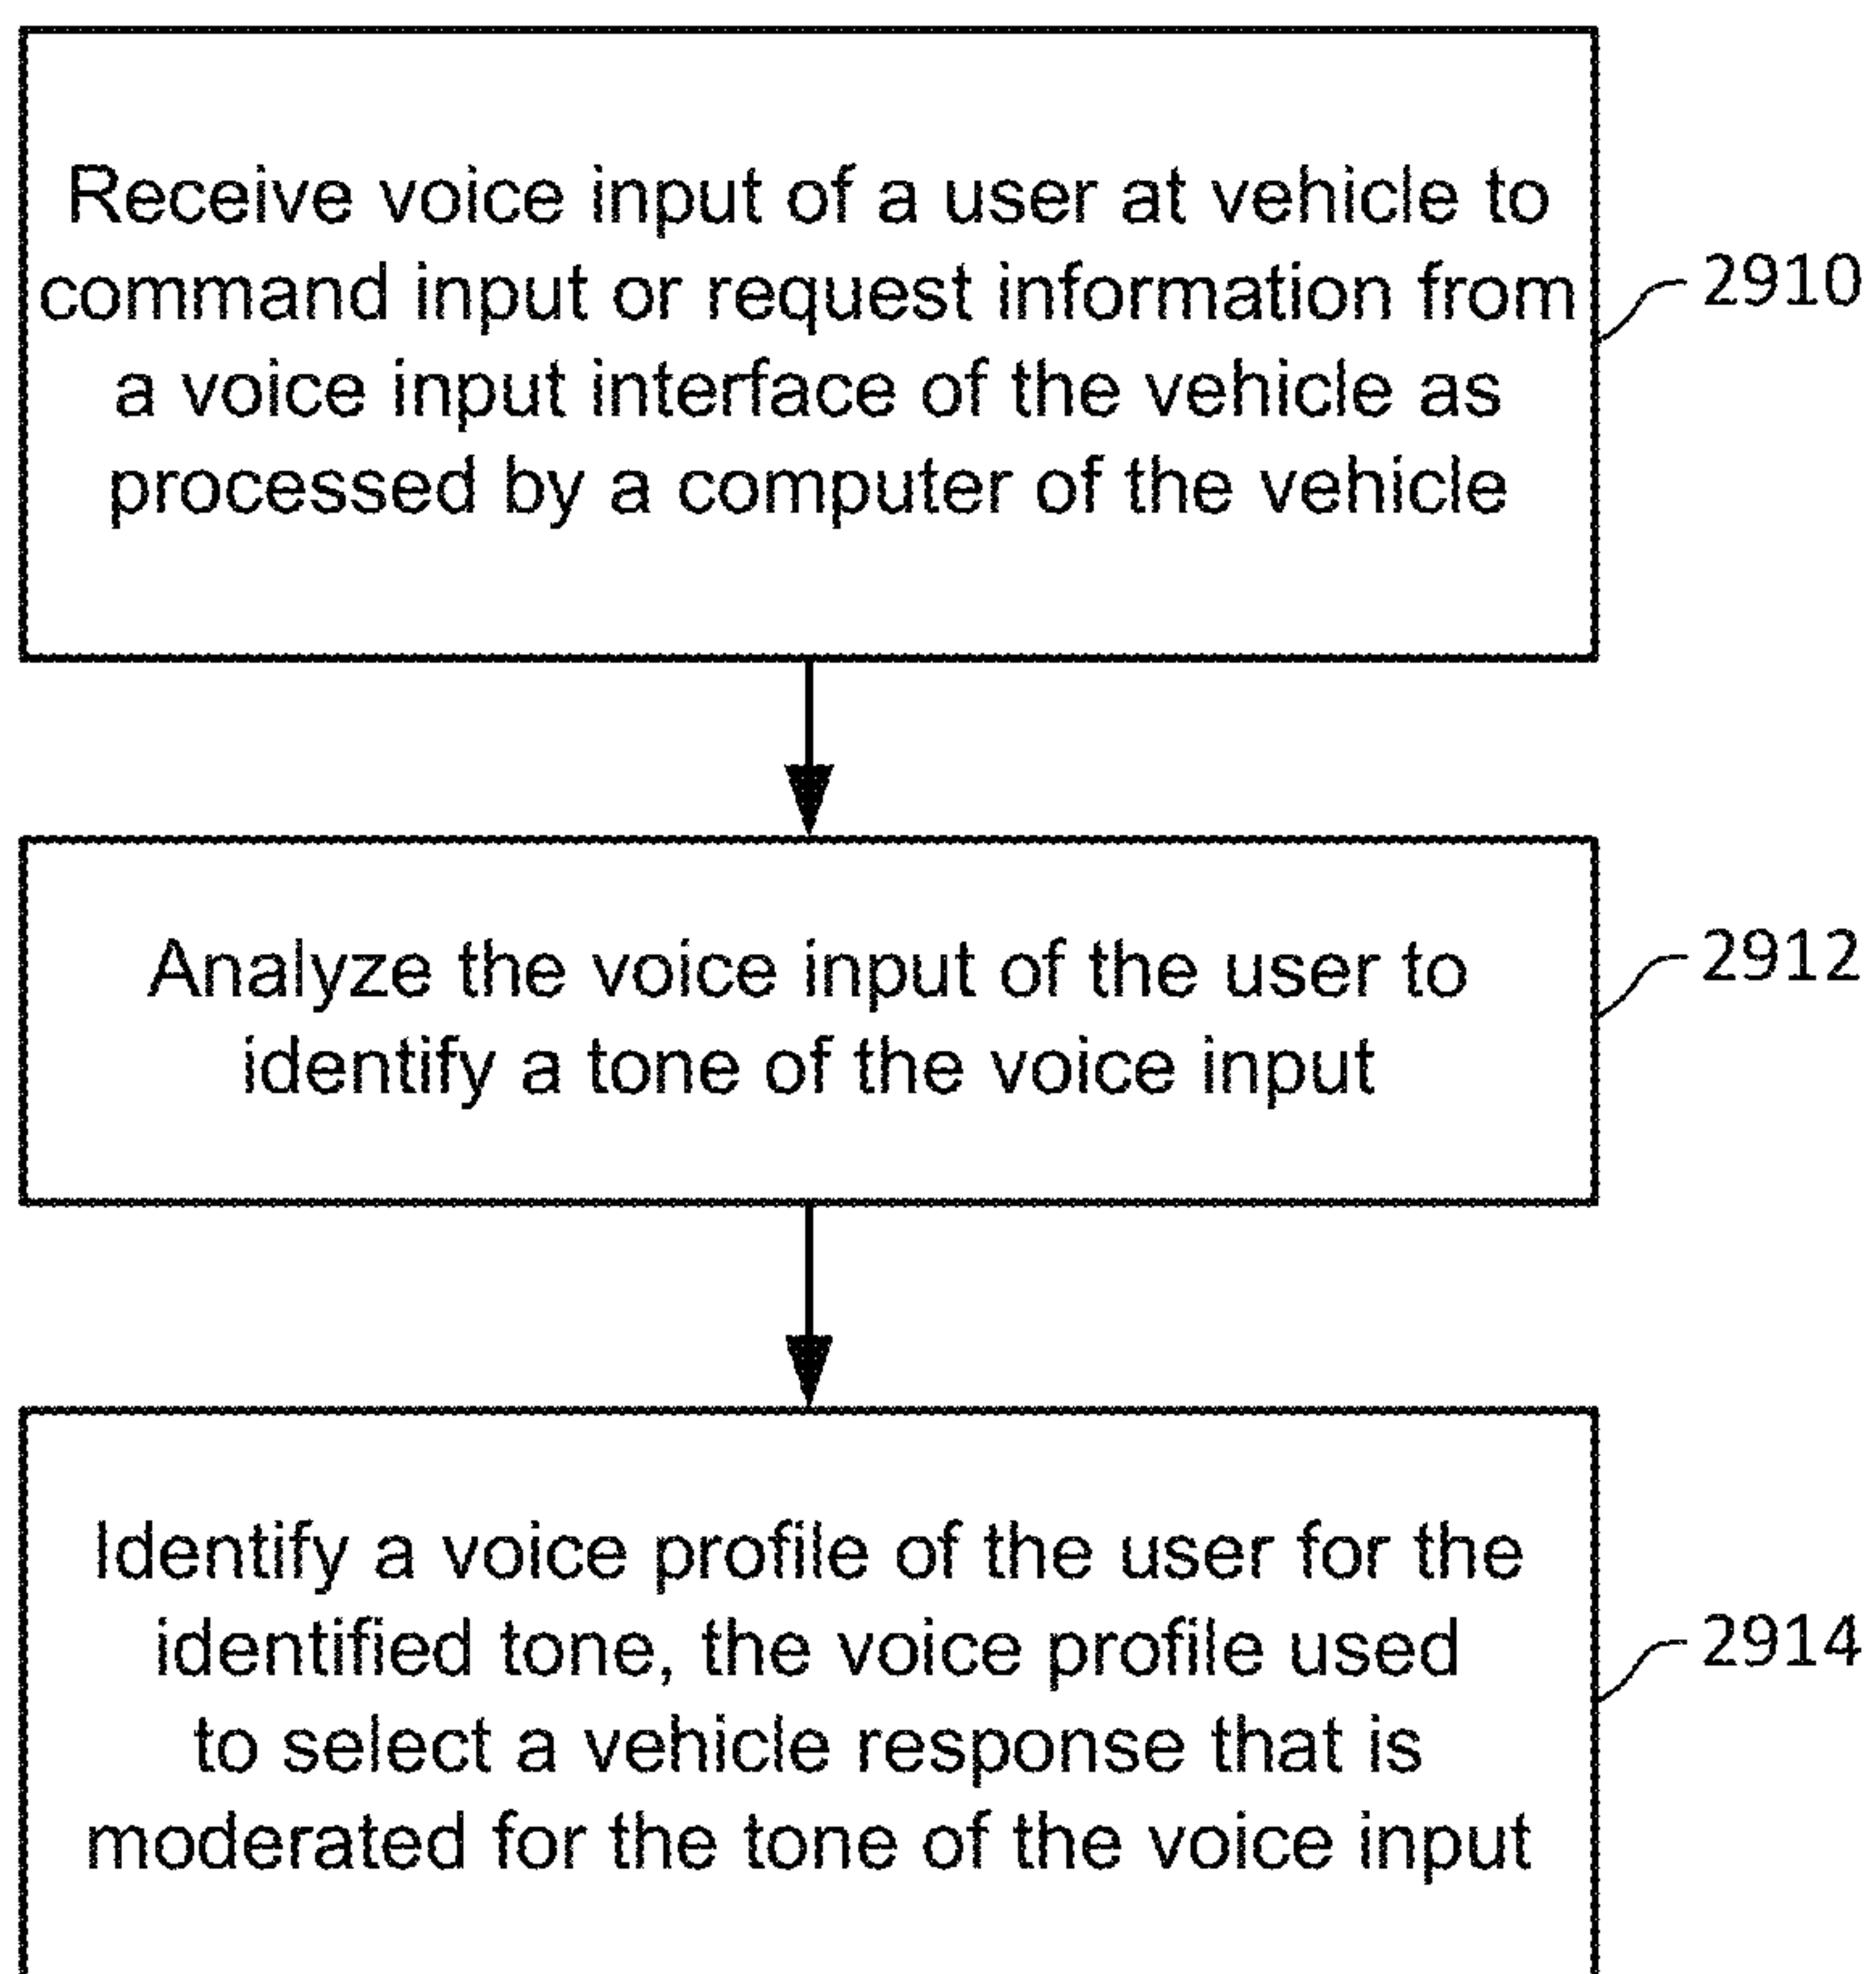 Receive voice input of a user at vehicle to
command input or request information from
a voice input interface of the vehicle as
processed by a computer of the vehicle
2910
Analyze the voice input of the user to
identify a tone of the voice input
2912
Identify a voice profile of the user for the
identified tone, the voice profile used
to select a vehicle response that is
moderated for the tone of the voice input
2914